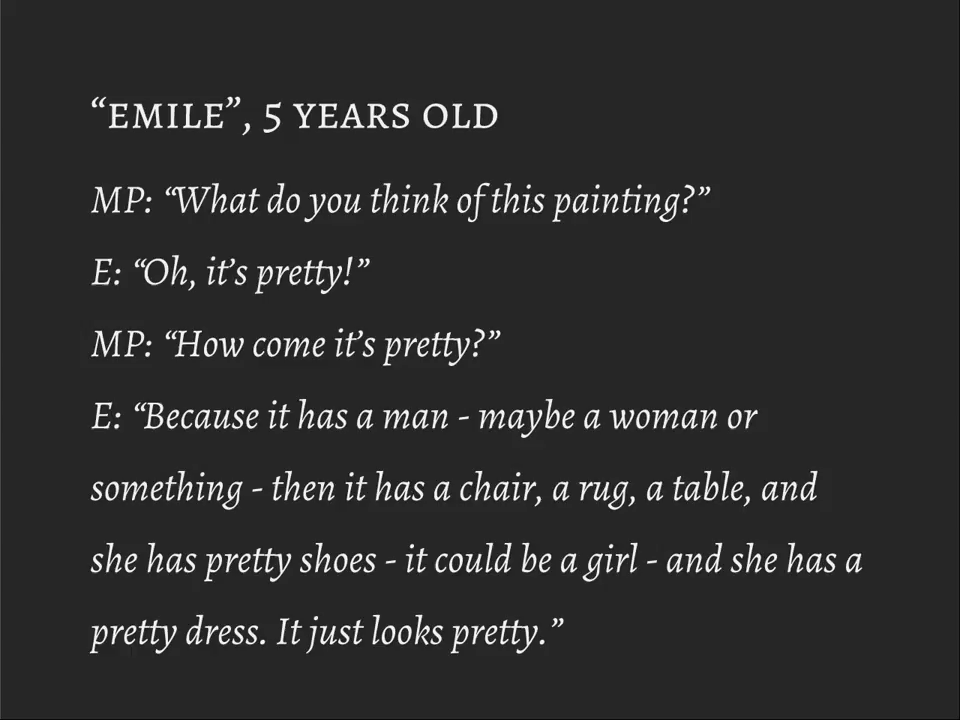 “EMILE”, 5 YEARS OLD
MP: “What do you think of this painting?”
E: “Oh, it’s pretty!”
MP: “How come it’s pretty?”
E: “Because it has a man - maybe a woman or
something - then it has a chair, a rug, a table, and
she has pretty shoes - it could be a girl - and she has a
pretty dress. It just looks pretty.”